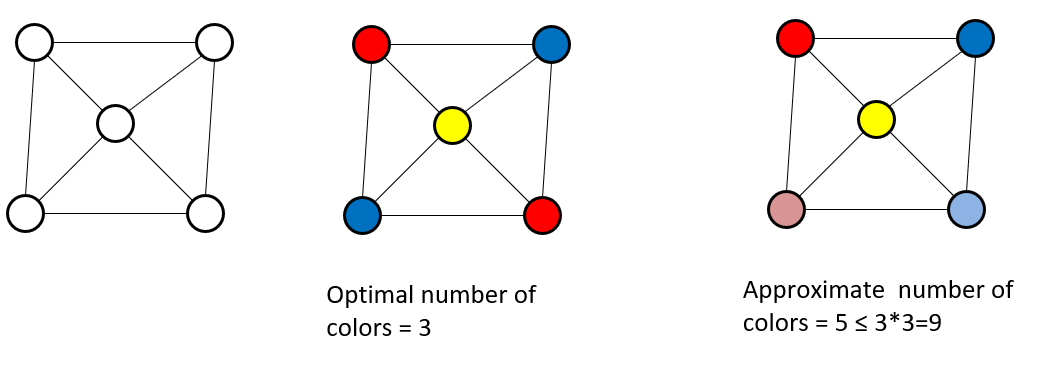 Optimal number of
colors = 3
Approximate  number of
colors = 5 ≤ 3*3=9